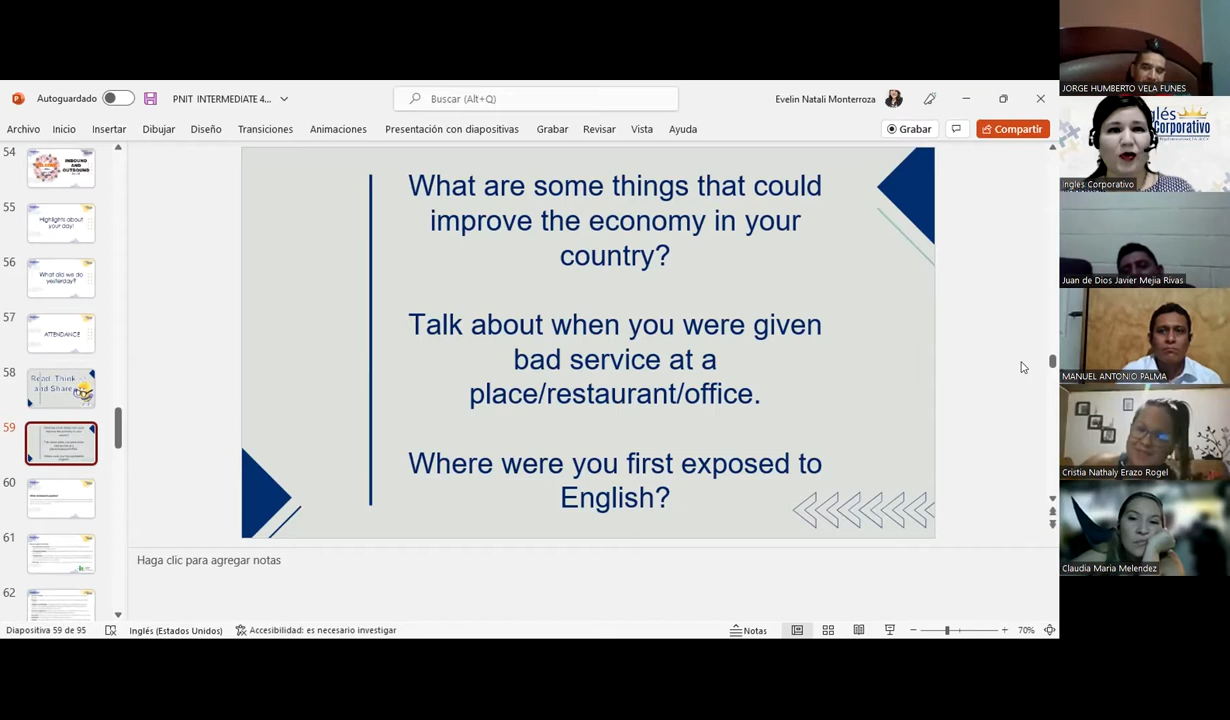 Autoguardado
PNIT INTERMEDIATE 4...
Buscar (Alt+Q)
Evelin Natali Monterroza
Archivo Inicio Insertar Dibujar Diseño Transiciones Animaciones Presentación con diapositivas Grabar Revisar Vista Ayuda
Grabar
Compartir
54
INBOUND
AND
OUTBOUND
55
Highlights about
your day!
56
What did we do
yesterday?
57
ATTENDANCE
58
Read, Think
and Share
59
60
61
62
What are some things that could
improve the economy in your
country?
Talk about when you were given
bad service at a
place/restaurant/office.
Where were you first exposed to
English?
Haga clic para agregar notas
Diapositiva 59 de 95
Inglés (Estados Unidos)
Accesibilidad: es necesario investigar
Notas
70%
JORGE HUMBERTO VELA FUNES
glés
Corporativo
Ingles Corporativo
Juan de Dios Javier Mejia Rivas
MANUEL ANTONIO PALMA
Cristia Nathaly Erazo Rogel
Claudia Maria Melendez